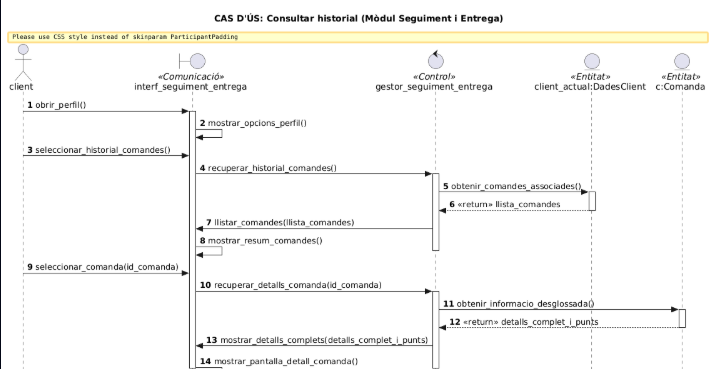 CAS D'ÚS: Consultar historial (Mòdul Seguiment i Entrega)
Please use CSS style instead of skinparam ParticipantPadding
client
«Comunicació»
interf_seguiment_entrega
«Control»
gestor_seguiment_entrega
«Entitat»
client_actual:DadesClient
«Entitat»
c:Comanda
1 obrir_perfil()
2 mostrar_opcions_perfil()
3 seleccionar_historial_comandes()
4 recuperar_historial_comandes()
5 obtenir_comandes_associades()
6 «return» llista_comandes
7 llistar_comandes(llista_comandes)
8 mostrar_resum_comandes()
9 seleccionar_comanda(id_comanda)
10 recuperar_detalls_comanda(id_comanda)
11 obtenir_informacio_desglossada()
12 «return» detalls_complet_i_punts
13 mostrar_detalls_complets(detalls_complet_i_punts)
14 mostrar_pantalla_detall_comanda()